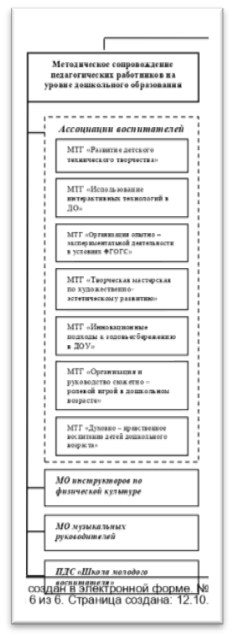 Методическое сопровождение
педагогических работников на
уровне дошкольного образования
Ассоциации воспитателей
МТГ «Развитие детского
технического творчества»
МТГ «Использование
интерактивных технологий в
ДО»
МТГ «Организация опытно –
экспериментальной деятельности
в условиях ФГОГС»
МТГ «Творческая мастерская
по художественно-
эстетическому развитию»
МТГ «Инновационные
подходы к здоровьесбережению
в ДОУ»
МТГ «Организация и
руководство сюжетно –
ролевой игрой в дошкольном
возрасте»
МТГ «Духовно – нравственное
воспитание детей дошкольного
возраста»
МО инструкторов по
физической культуре
МО музыкальных
руководителей
ПДС «Школа молодого
воспитателя»
создан в электронной форме. №
6 из 6. Страница создана: 12.10.